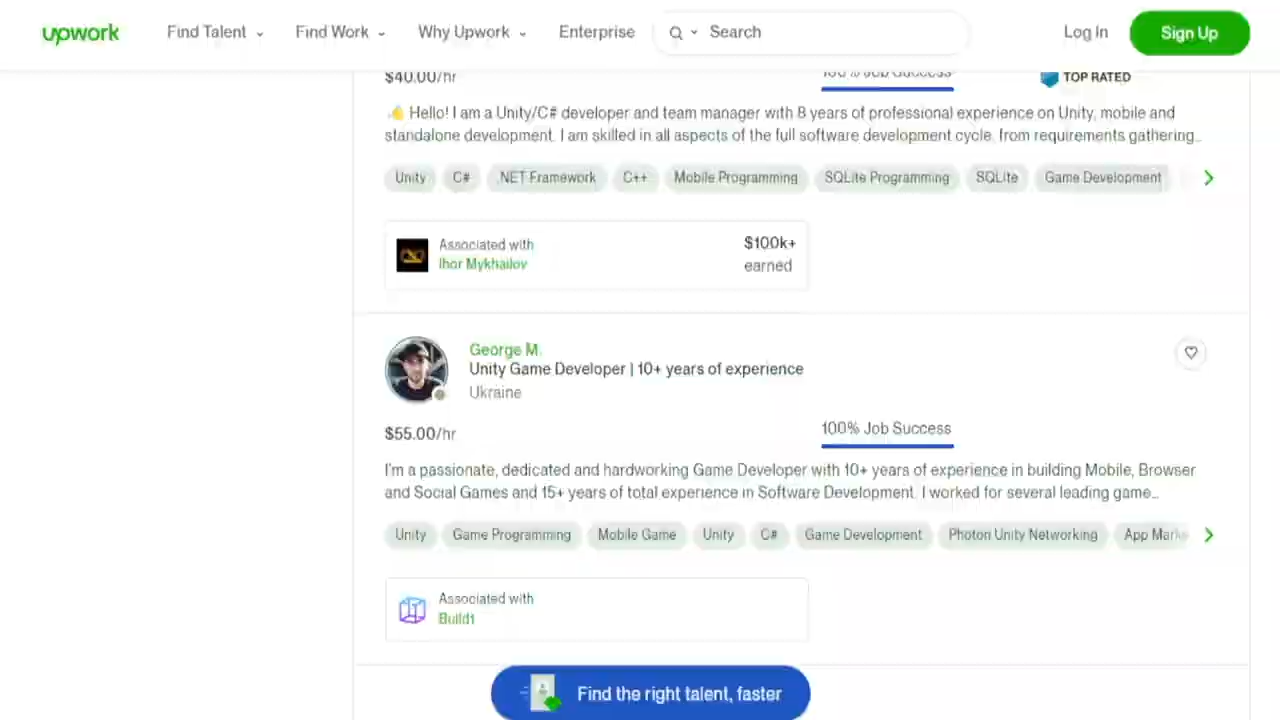 upwork Find Talent Find Work Why Upwork Enterprise Search Log In Sign Up
$40.00/hr 100% Job Success TOP RATED
Hello! I am a Unity/C# developer and team manager with 8 years of professional experience on Unity, mobile and
standalone development. I am skilled in all aspects of the full software development cycle. from requirements gathering...
Unity C# .NET Framework C++ Mobile Programming SQLite Programming SQLite Game Development
Associated with
Ihor Mykhailov
$100k+
earned
George M.
Unity Game Developer | 10+ years of experience
Ukraine
$55.00/hr 100% Job Success
I'm a passionate, dedicated and hardworking Game Developer with 10+ years of experience in building Mobile, Browser
and Social Games and 15+ years of total experience in Software Development. I worked for several leading game...
Unity Game Programming Mobile Game Unity C# Game Development Photon Unity Networking App Marke
Associated with
Build1
Find the right talent, faster